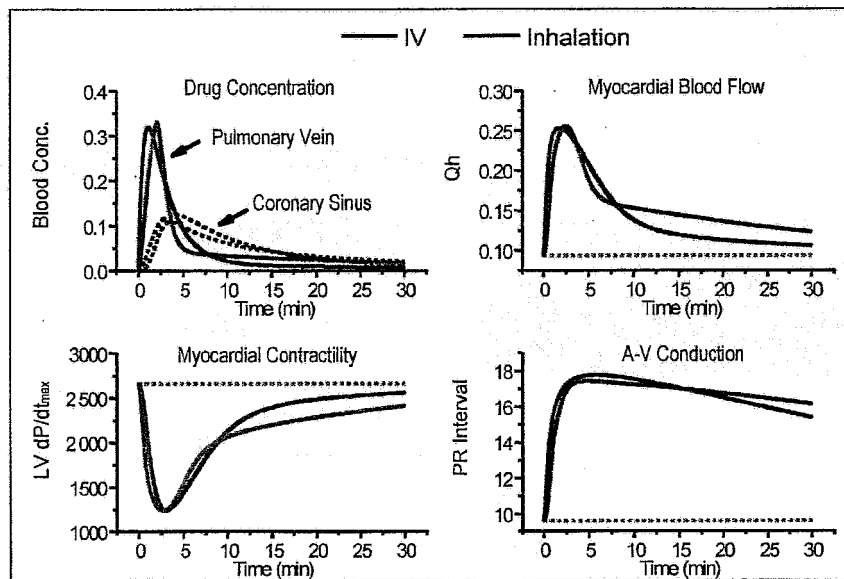 IV Inhalation
Drug Concentration
Blood Conc.
0.4
0.3
0.2
0.1
0.0
Pulmonary Vein
Coronary Sinus
0 5 10 15 20 25 30
Time (min)
Myocardial Blood Flow
Qh
0.30
0.25
0.20
0.15
0.10
0 5 10 15 20 25 30
Time (min)
Myocardial Contractility
LV dP/dtmax
3000
2500
2000
1500
1000
0 5 10 15 20 25 30
Time (min)
A-V Conduction
PR Interval
18
16
14
12
10
0 5 10 15 20 25 30
Time (min)